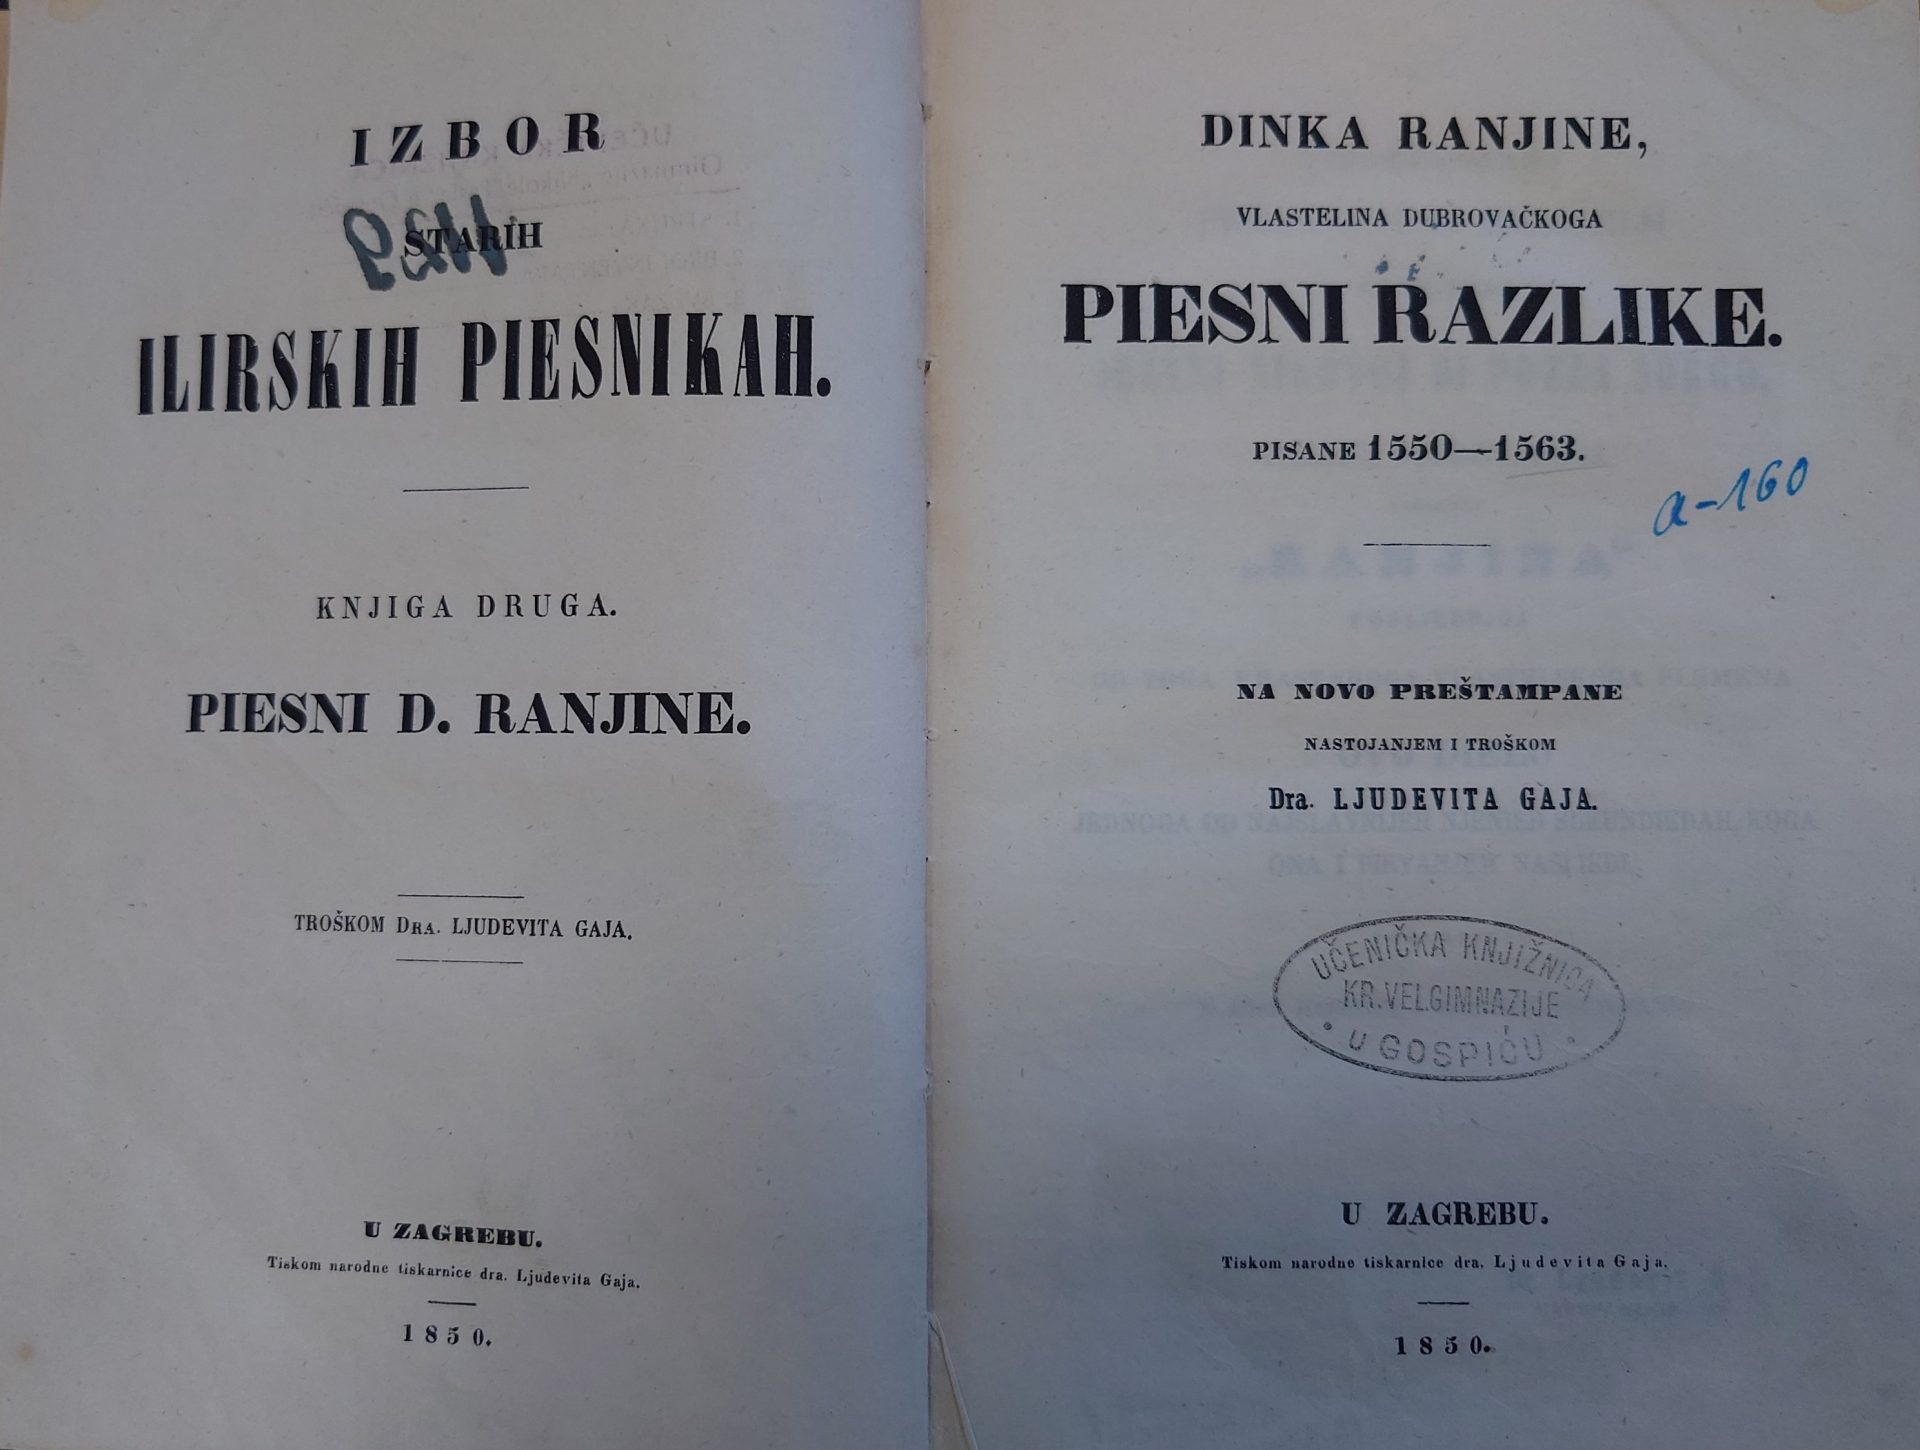 IZBOR
STARIH
ILIRSKIH PIESNIKAH.
KNJIGA DRUGA.
PIESNI D. RANJINE.
TROŠKOM DRA. LJUDEVITA GAJA.
U ZAGREBU.
Tiskom narodne tiskarnice dra. Ljudevita Gaja.
1850.
DINKA RANJINE,
VLASTELINA DUBROVAČKOGA
PIESNI RAZLIKE.
PISANE 1550—1563.
a-160
NA NOVO PREŠTAMPANE
NASTOJANJEM I TROŠKOM
Dra. LJUDEVITA GAJA.
UČENIČKA KNJIŽNICA
KR. VEL. GIMNAZIJE
U GOSPIĆU
U ZAGREBU.
Tiskom narodne tiskarnice dra. Ljudevita Gaja.
1850.